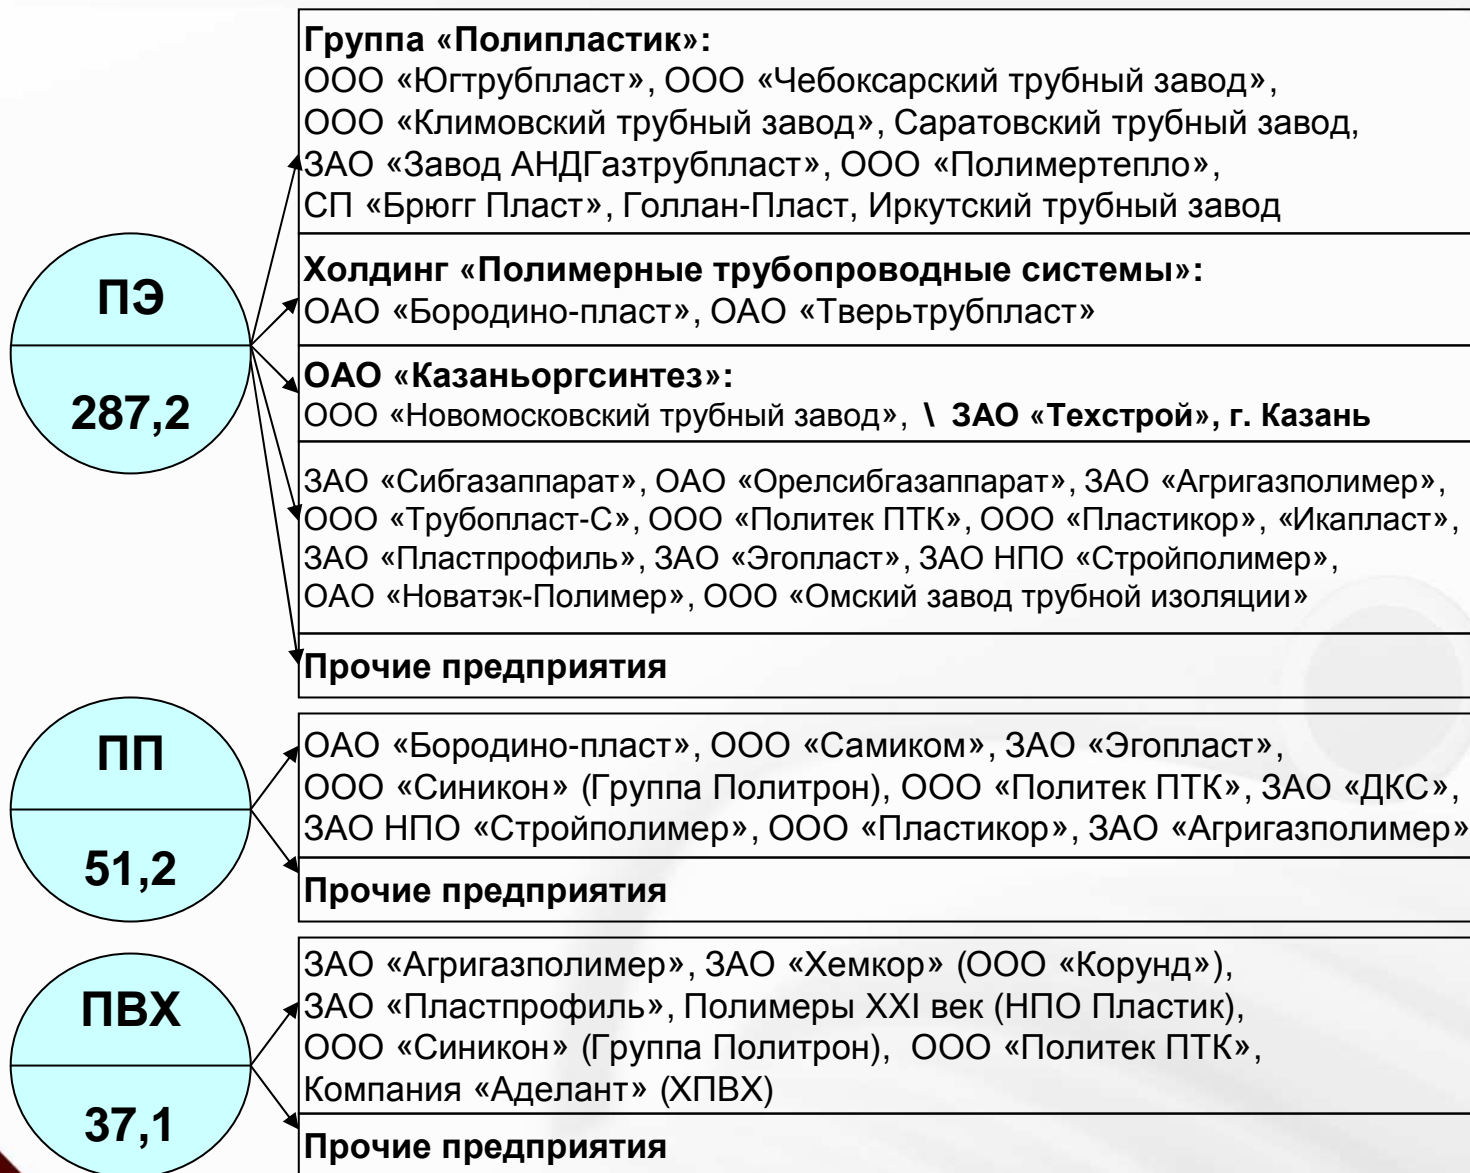 ПЭ
287,2
Группа «Полипластик»:
ООО «Югтрубпласт», ООО «Чебоксарский трубный завод»,
ООО «Климовский трубный завод», Саратовский трубный завод,
ЗАО «Завод АНДГазтрубпласт», ООО «Полимертепло»,
СП «Брюгг Пласт», Голлан-Пласт, Иркутский трубный завод
Холдинг «Полимерные трубопроводные системы»:
ОАО «Бородино-пласт», ОАО «Тверьтрубпласт»
ОАО «Казаньоргсинтез»:
ООО «Новомосковский трубный завод», \ ЗАО «Техстрой», г. Казань
ЗАО «Сибгазаппарат», ОАО «Орелсибгазаппарат», ЗАО «Агригазполимер»,
ООО «Трубопласт-С», ООО «Политек ПТК», ООО «Пластикор», «Икапласт»,
ЗАО «Пластпрофиль», ЗАО «Эгопласт», ЗАО НПО «Стройполимер»,
ОАО «Новатэк-Полимер», ООО «Омский завод трубной изоляции»
Прочие предприятия
ПП
51,2
ОАО «Бородино-пласт», ООО «Самиком», ЗАО «Эгопласт»,
ООО «Синикон» (Группа Политрон), ООО «Политек ПТК», ЗАО «ДКС»,
ЗАО НПО «Стройполимер», ООО «Пластикор», ЗАО «Агригазполимер»
Прочие предприятия
ПВХ
37,1
ЗАО «Агригазполимер», ЗАО «Хемкор» (ООО «Корунд»),
ЗАО «Пластпрофиль», Полимеры XXI век (НПО Пластик),
ООО «Синикон» (Группа Политрон), ООО «Политек ПТК»,
Компания «Аделант» (ХПВХ)
Прочие предприятия